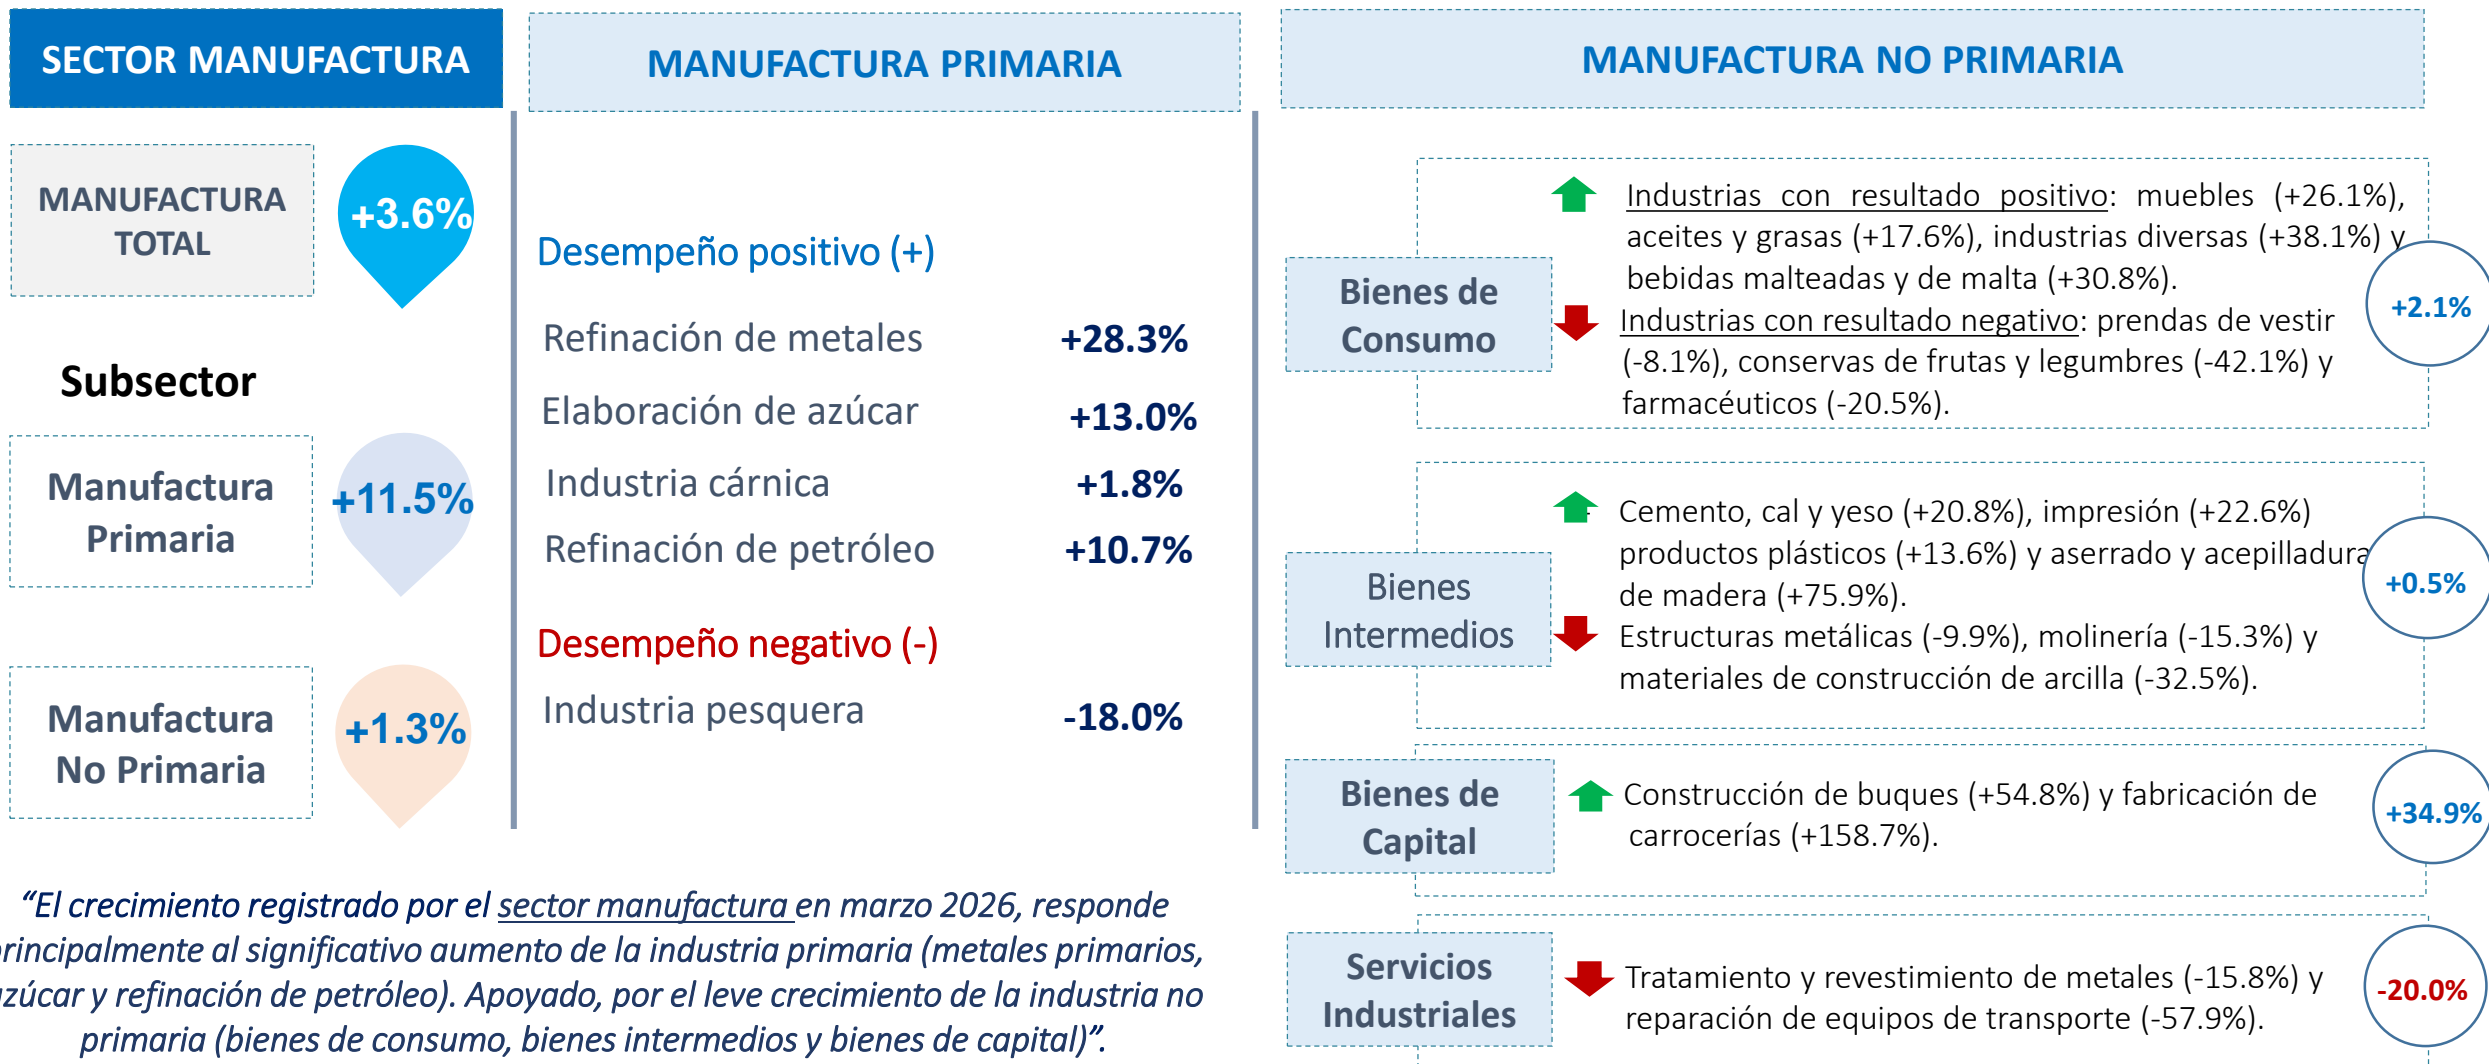 SECTOR MANUFACTURA
MANUFACTURA
TOTAL
+3.6%
Subsector
Manufactura
Primaria
+11.5%
Manufactura
No Primaria
+1.3%
MANUFACTURA PRIMARIA
Desempeño positivo (+)
Refinación de metales +28.3%
Elaboración de azúcar +13.0%
Industria cárnica +1.8%
Refinación de petróleo +10.7%
Desempeño negativo (-)
Industria pesquera -18.0%
“El crecimiento registrado por el sector manufactura en marzo 2026, responde
principalmente al significativo aumento de la industria primaria (metales primarios,
azúcar y refinación de petróleo). Apoyado, por el leve crecimiento de la industria no
primaria (bienes de consumo, bienes intermedios y bienes de capital)”.
MANUFACTURA NO PRIMARIA
Bienes de
Consumo
Industrias con resultado positivo: muebles (+26.1%),
aceites y grasas (+17.6%), industrias diversas (+38.1%) y
bebidas malteadas y de malta (+30.8%).
Industrias con resultado negativo: prendas de vestir
(-8.1%), conservas de frutas y legumbres (-42.1%) y
farmacéuticos (-20.5%).
+2.1%
Bienes
Intermedios
Cemento, cal y yeso (+20.8%), impresión (+22.6%)
productos plásticos (+13.6%) y aserrado y acepilladura
de madera (+75.9%).
Estructuras metálicas (-9.9%), molinería (-15.3%) y
materiales de construcción de arcilla (-32.5%).
+0.5%
Bienes de
Capital
Construcción de buques (+54.8%) y fabricación de
carrocerías (+158.7%).
+34.9%
Servicios
Industriales
Tratamiento y revestimiento de metales (-15.8%) y
reparación de equipos de transporte (-57.9%).
-20.0%